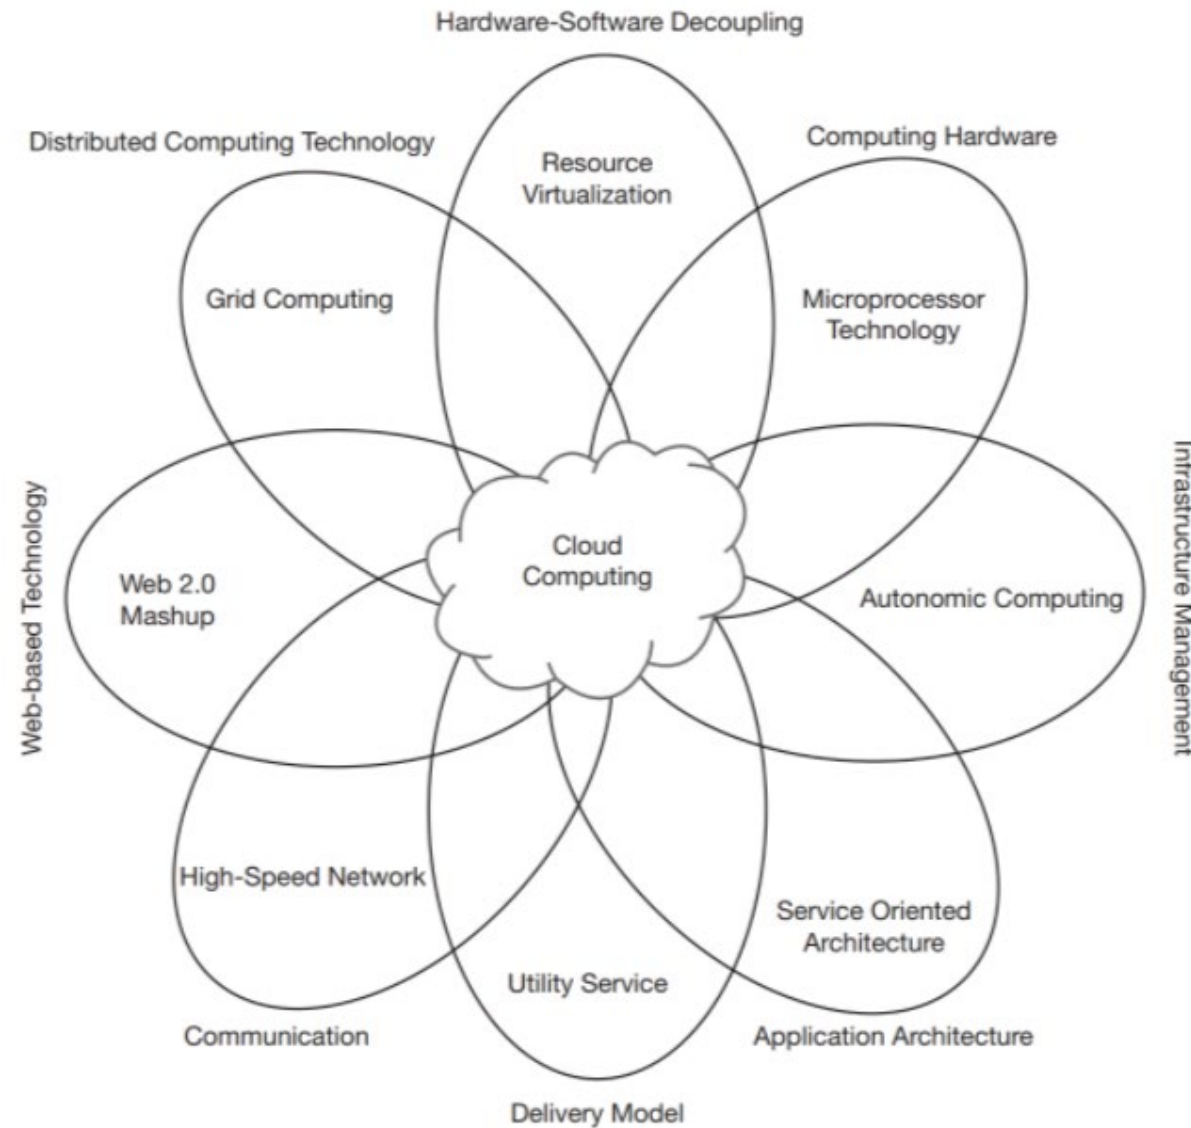 Hardware-Software Decoupling
Distributed Computing Technology
Computing Hardware
Resource
Virtualization
Grid Computing
Microprocessor
Technology
Web-based Technology
Infrastructure Management
Cloud
Computing
Web 2.0
Mashup
Autonomic Computing
High-Speed Network
Service Oriented
Architecture
Utility Service
Communication
Application Architecture
Delivery Model